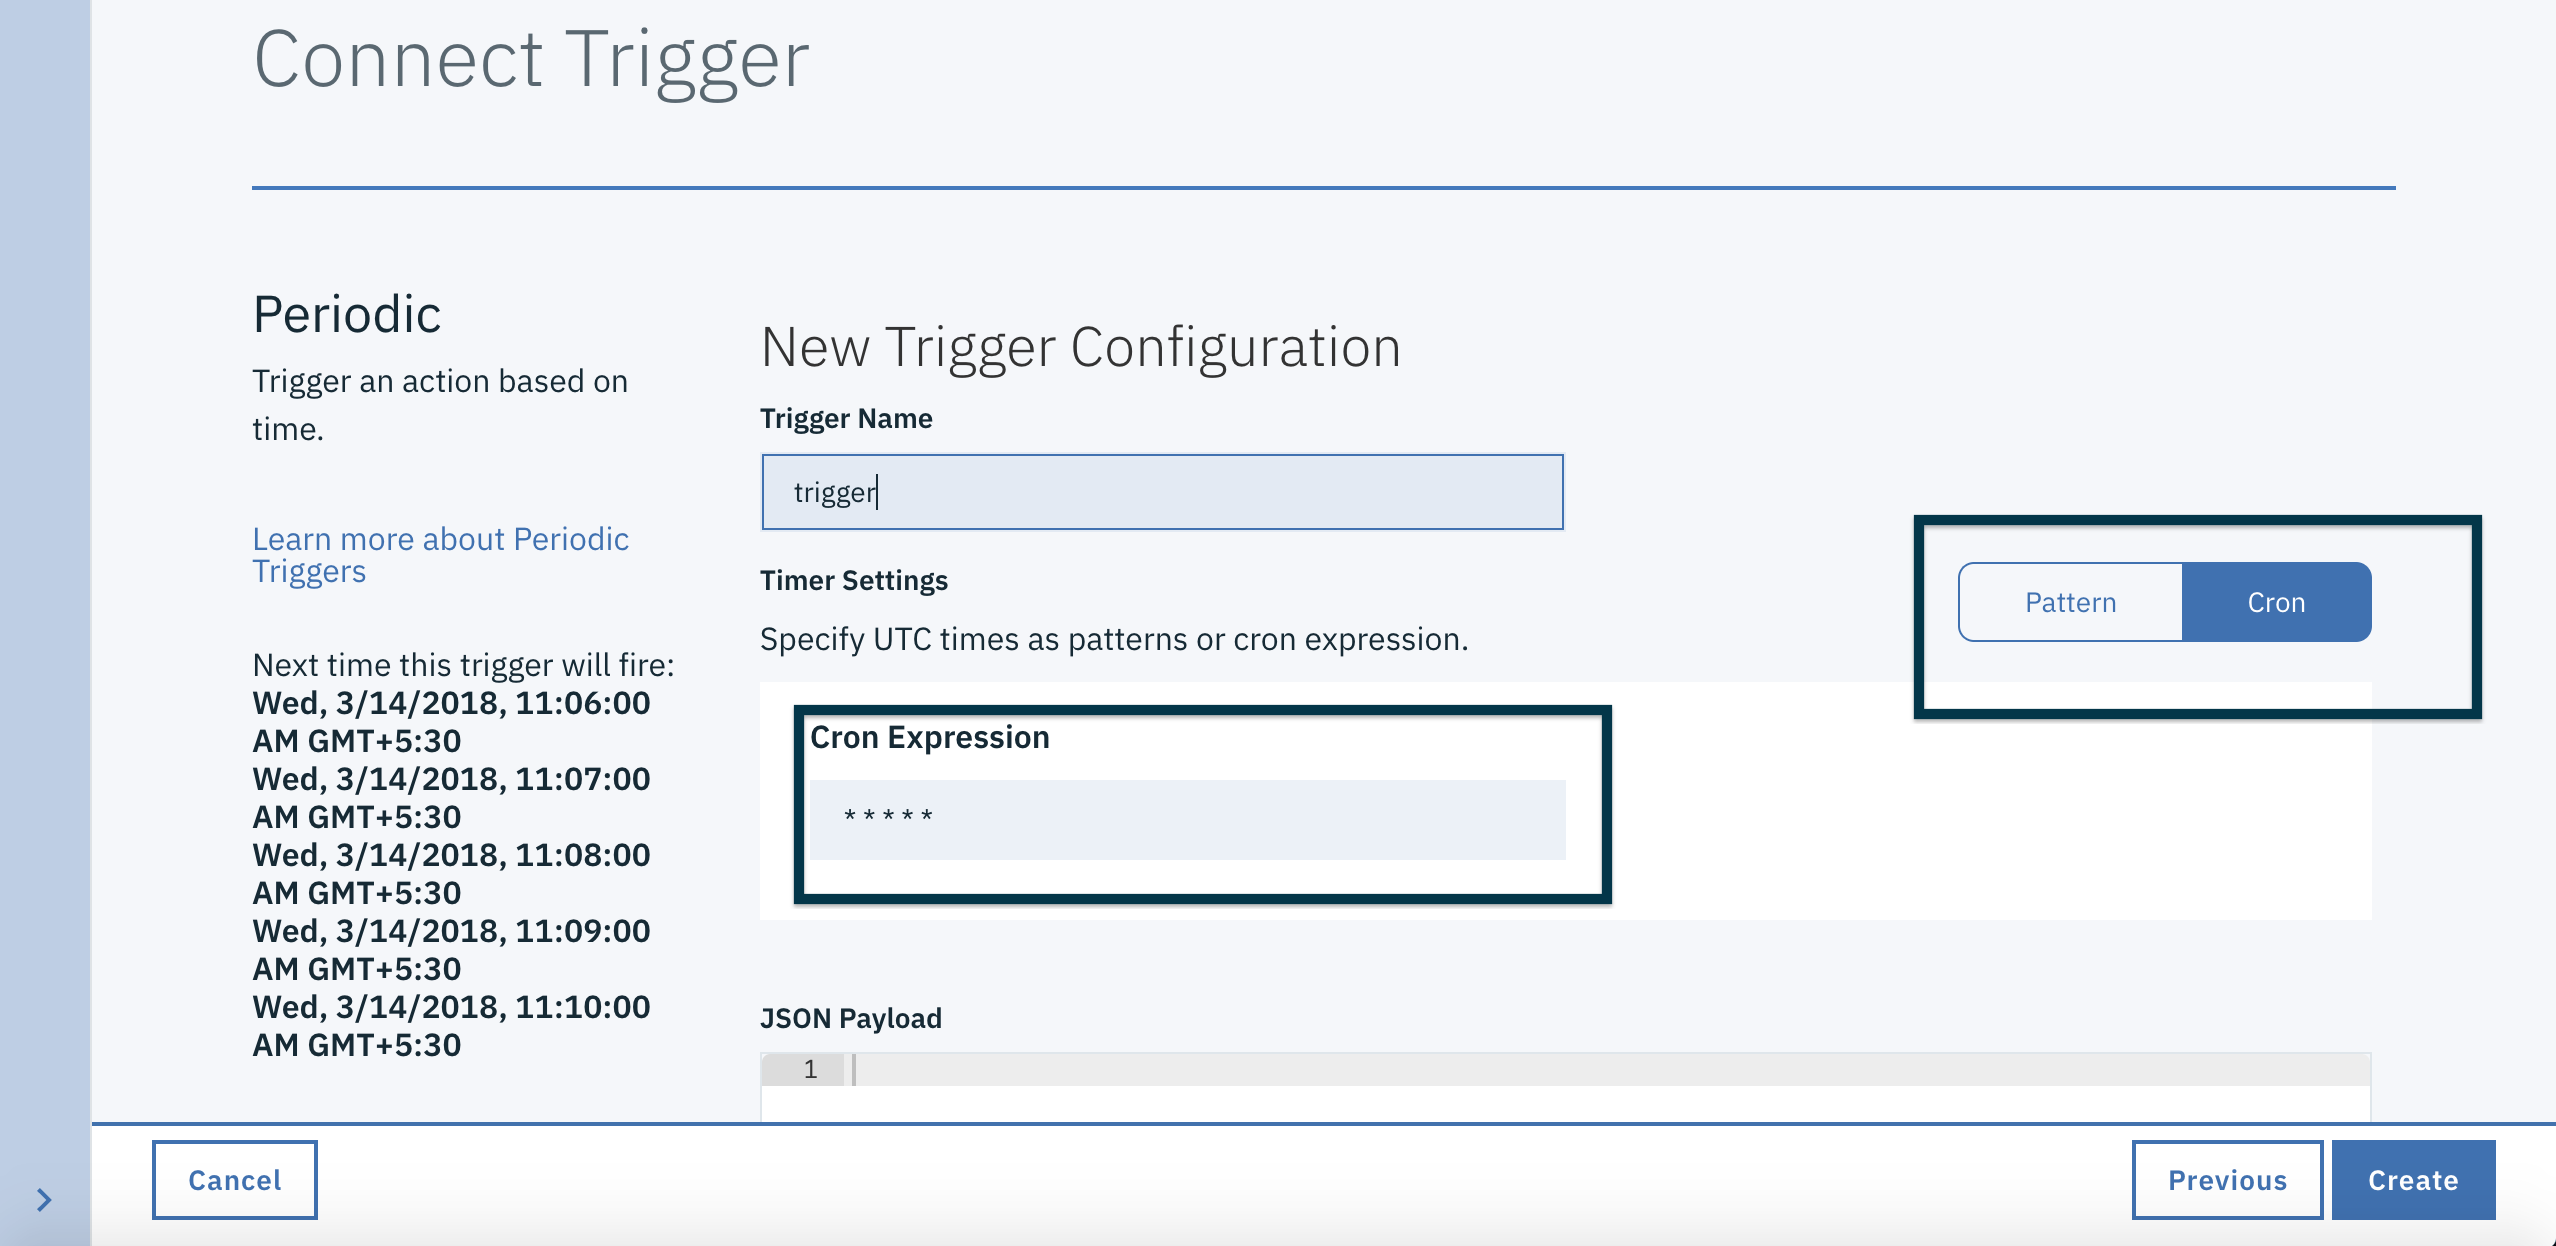 Connect Trigger
Periodic
Trigger an action based on
time.
Learn more about Periodic
Triggers
Next time this trigger will fire:
Wed, 3/14/2018, 11:06:00
AM GMT+5:30
Wed, 3/14/2018, 11:07:00
AM GMT+5:30
Wed, 3/14/2018, 11:08:00
AM GMT+5:30
Wed, 3/14/2018, 11:09:00
AM GMT+5:30
Wed, 3/14/2018, 11:10:00
AM GMT+5:30
New Trigger Configuration
Trigger Name
trigger
Timer Settings
Specify UTC times as patterns or cron expression.
Pattern
Cron
Cron Expression
* * * * *
JSON Payload
1
Cancel
Previous
Create